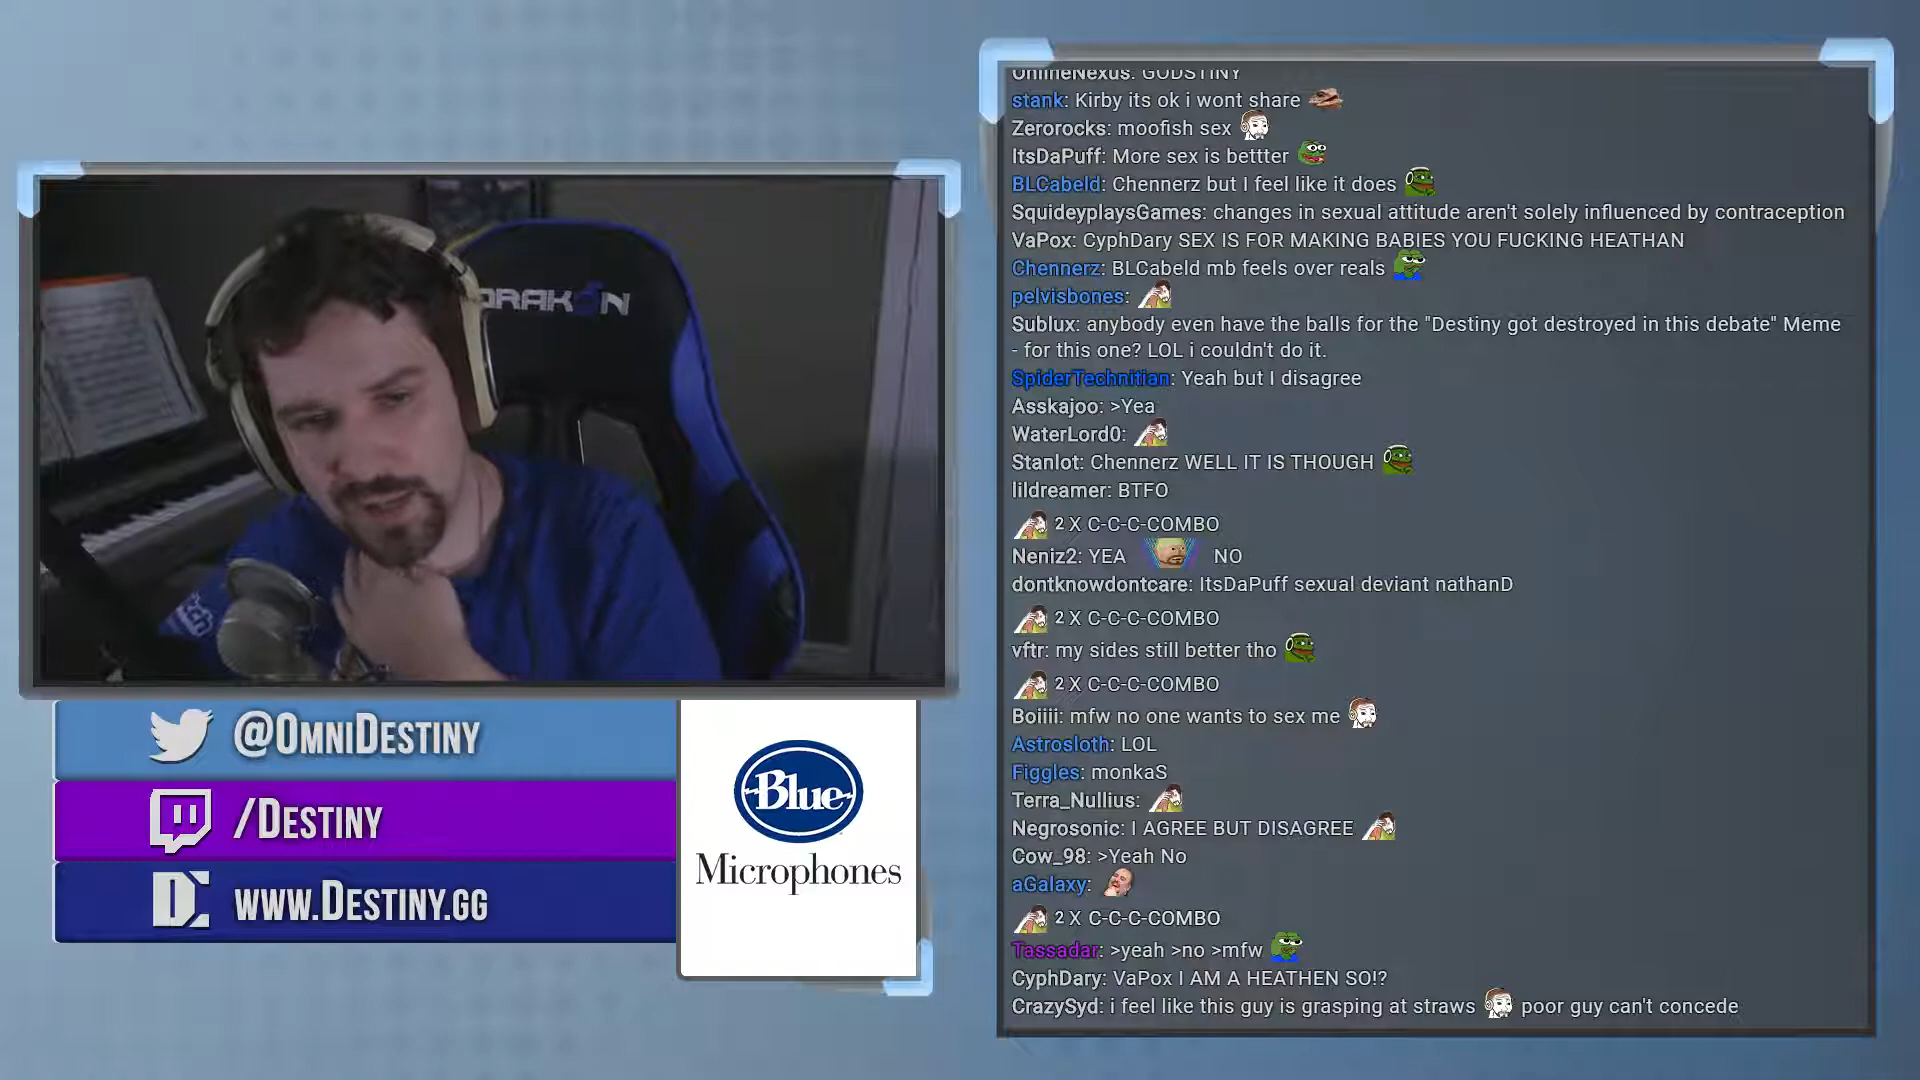 OnlineNexus: GODSTINY
stank: Kirby its ok i wont share
Zerorocks: moofish sex
ItsDaPuff: More sex is bettter
BLCabeld: Chennerz but I feel like it does
SquideyplaysGames: changes in sexual attitude aren't solely influenced by contraception
VaPox: CyphDary SEX IS FOR MAKING BABIES YOU FUCKING HEATHAN
Chennerz: BLCabeld mb feels over reals
pelvisbones:
Sublux: anybody even have the balls for the "Destiny got destroyed in this debate" Meme
- for this one? LOL i couldn't do it.
SpiderTechnitian: Yeah but I disagree
Asskajoo: >Yea
WaterLord0:
Stanlot: Chennerz WELL IT IS THOUGH
lildreamer: BTFO
2 X C-C-C-COMBO
Neniz2: YEA NO
dontknowdontcare: ItsDaPuff sexual deviant nathanD
2 X C-C-C-COMBO
vftr: my sides still better tho
2 X C-C-C-COMBO
Boiiii: mfw no one wants to sex me
Astrosloth: LOL
Figgles: monkaS
Terra_Nullius:
Negrosonic: I AGREE BUT DISAGREE
Cow_98: >Yeah No
aGalaxy:
2 X C-C-C-COMBO
Tassadar: >yeah >no >mfw
CyphDary: VaPox I AM A HEATHEN SO!?
CrazySyd: i feel like this guy is grasping at straws poor guy can't concede
DRAKON
@OMNIDESTINY
/DESTINY
WWW.DESTINY.GG
Blue
Microphones